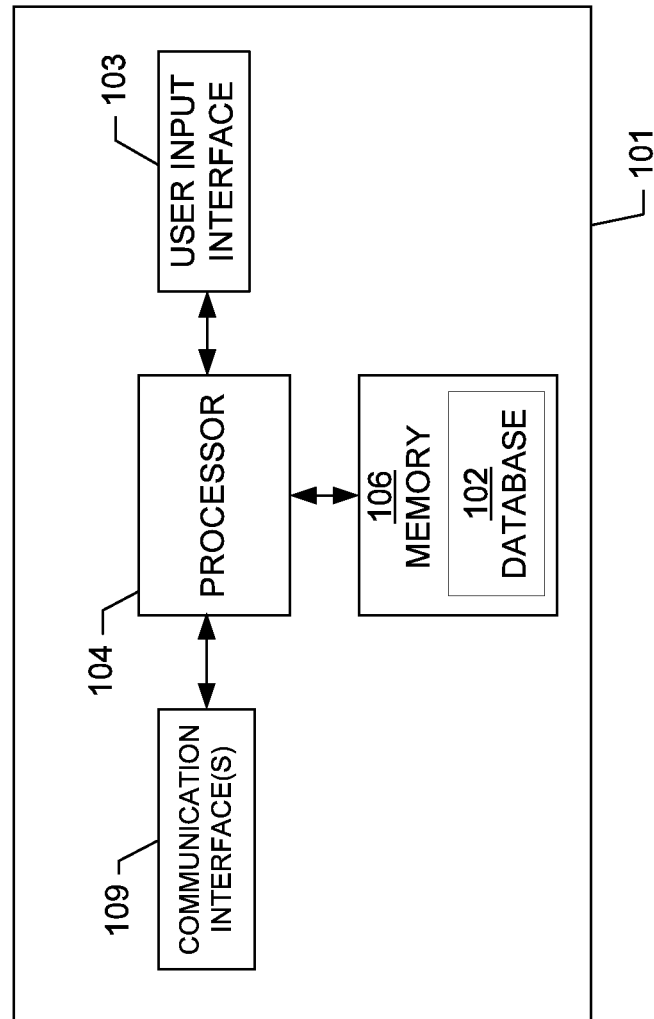 109
COMMUNICATION
INTERFACE(S)
104
PROCESSOR
103
USER INPUT
INTERFACE
106
MEMORY
102
DATABASE
101